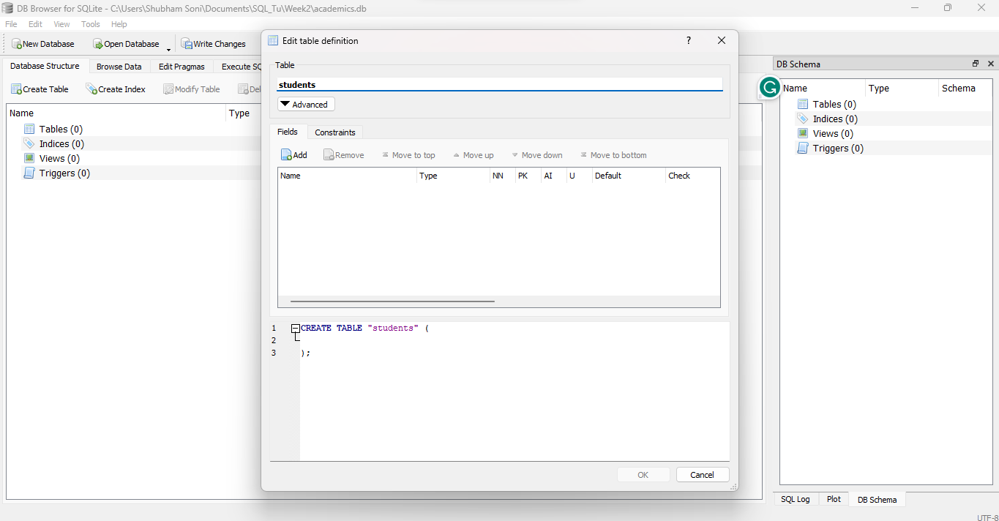 DB Browser for SQLite - C:\Users\Shubham Soni\Documents\SQL_Tu\Week2\academics.db
File Edit View Tools Help
New Database Open Database Write Changes
Database Structure Browse Data Edit Pragmas Execute SQ
Create Table Create Index Modify Table Del
Name Type
Tables (0)
Indices (0)
Views (0)
Triggers (0)
Edit table definition ?
Table
students
Advanced
Fields Constraints
Add Remove Move to top Move up Move down Move to bottom
Name Type NN PK AI U Default Check
1 CREATE TABLE "students" (
2
3 );
OK Cancel
DB Schema
G
Name Type Schema
Tables (0)
Indices (0)
Views (0)
Triggers (0)
SQL Log Plot DB Schema
UTF-8